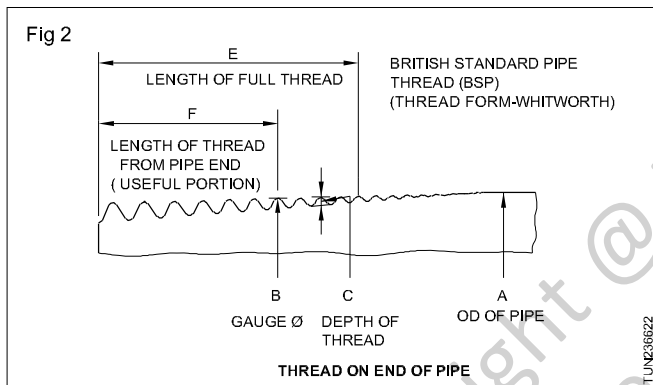 Fig 2
E
LENGTH OF FULL THREAD
BRITISH STANDARD PIPE
THREAD (BSP)
(THREAD FORM-WHITWORTH)
F
LENGTH OF THREAD
FROM PIPE END
( USEFUL PORTION)
B
GAUGE Ø
C
DEPTH OF
THREAD
A
OD OF PIPE
THREAD ON END OF PIPE
TUN236622
right @